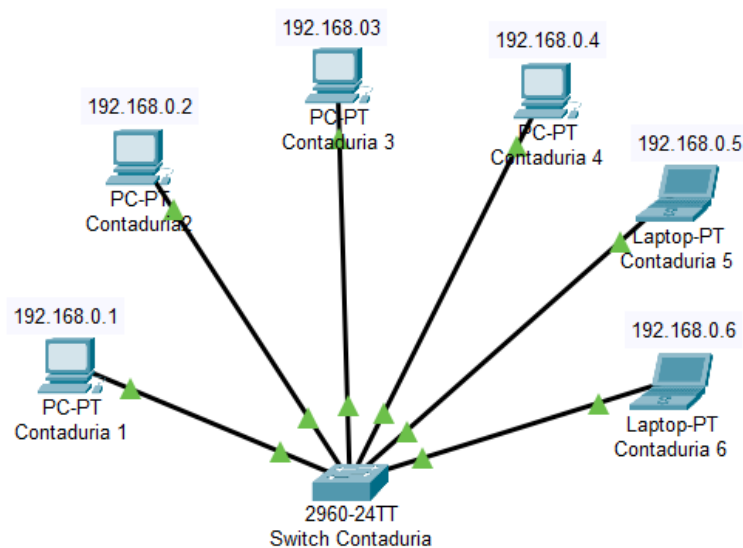 192.168.0.1
PC-PT
Contaduria 1
192.168.0.2
PC-PT
Contaduria2
192.168.03
PC-PT
Contaduria 3
192.168.0.4
PC-PT
Contaduria 4
192.168.0.5
Laptop-PT
Contaduria 5
192.168.0.6
Laptop-PT
Contaduria 6
2960-24TT
Switch Contaduria